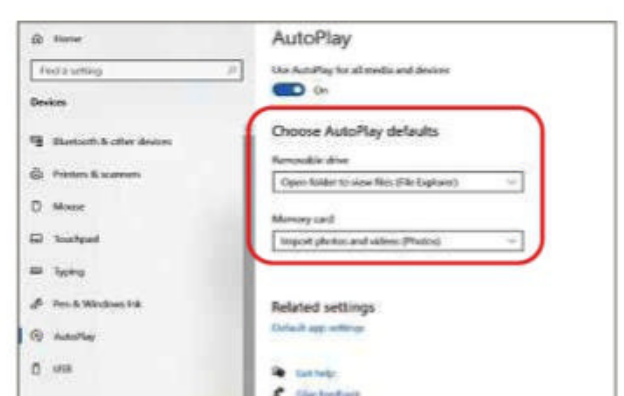 Home
Find a setting
Devices
Bluetooth & other devices
Printers & scanners
Mouse
Touchpad
Typing
Pen & Windows Ink
AutoPlay
USB
AutoPlay
Use AutoPlay for all media and devices
On
Choose AutoPlay defaults
Removable drive
Open folder to view files (File Explorer)
Memory card
Import photos and videos (Photos)
Related settings
Default app settings
Get help
Give feedback